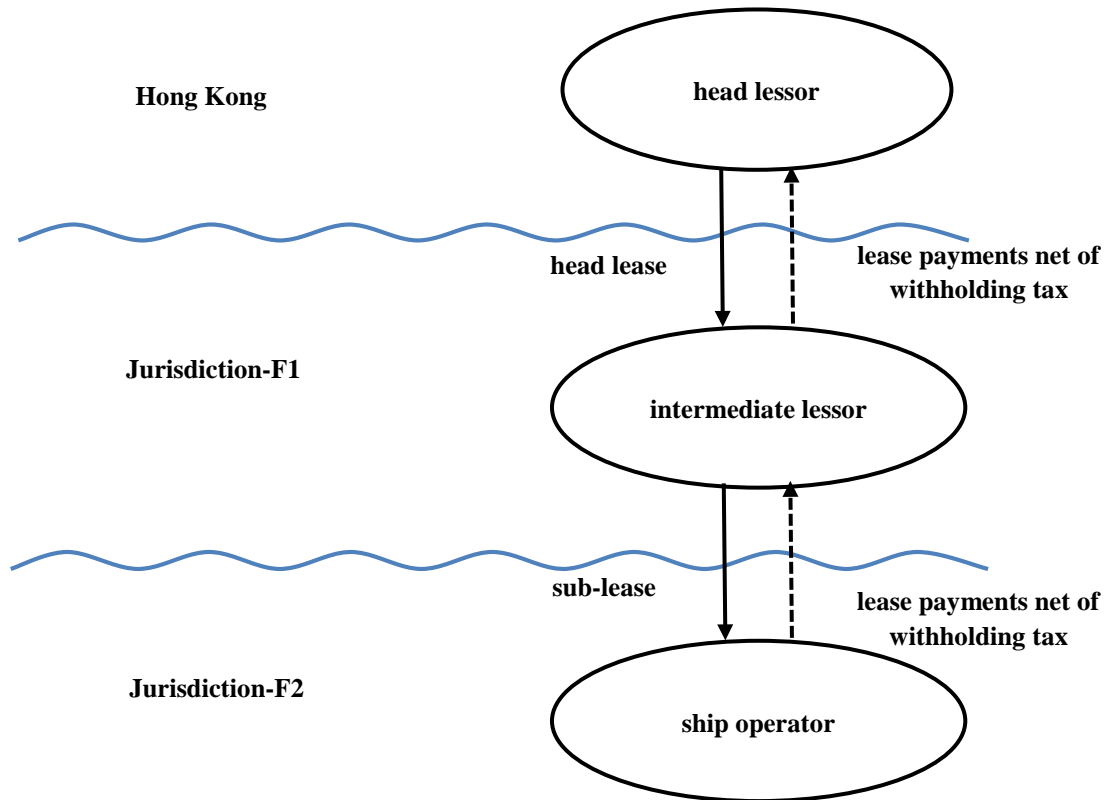 head lessor
Hong Kong
head lease
lease payments net of
withholding tax
Jurisdiction-F1
intermediate lessor
sub-lease
lease payments net of
withholding tax
Jurisdiction-F2
ship operator